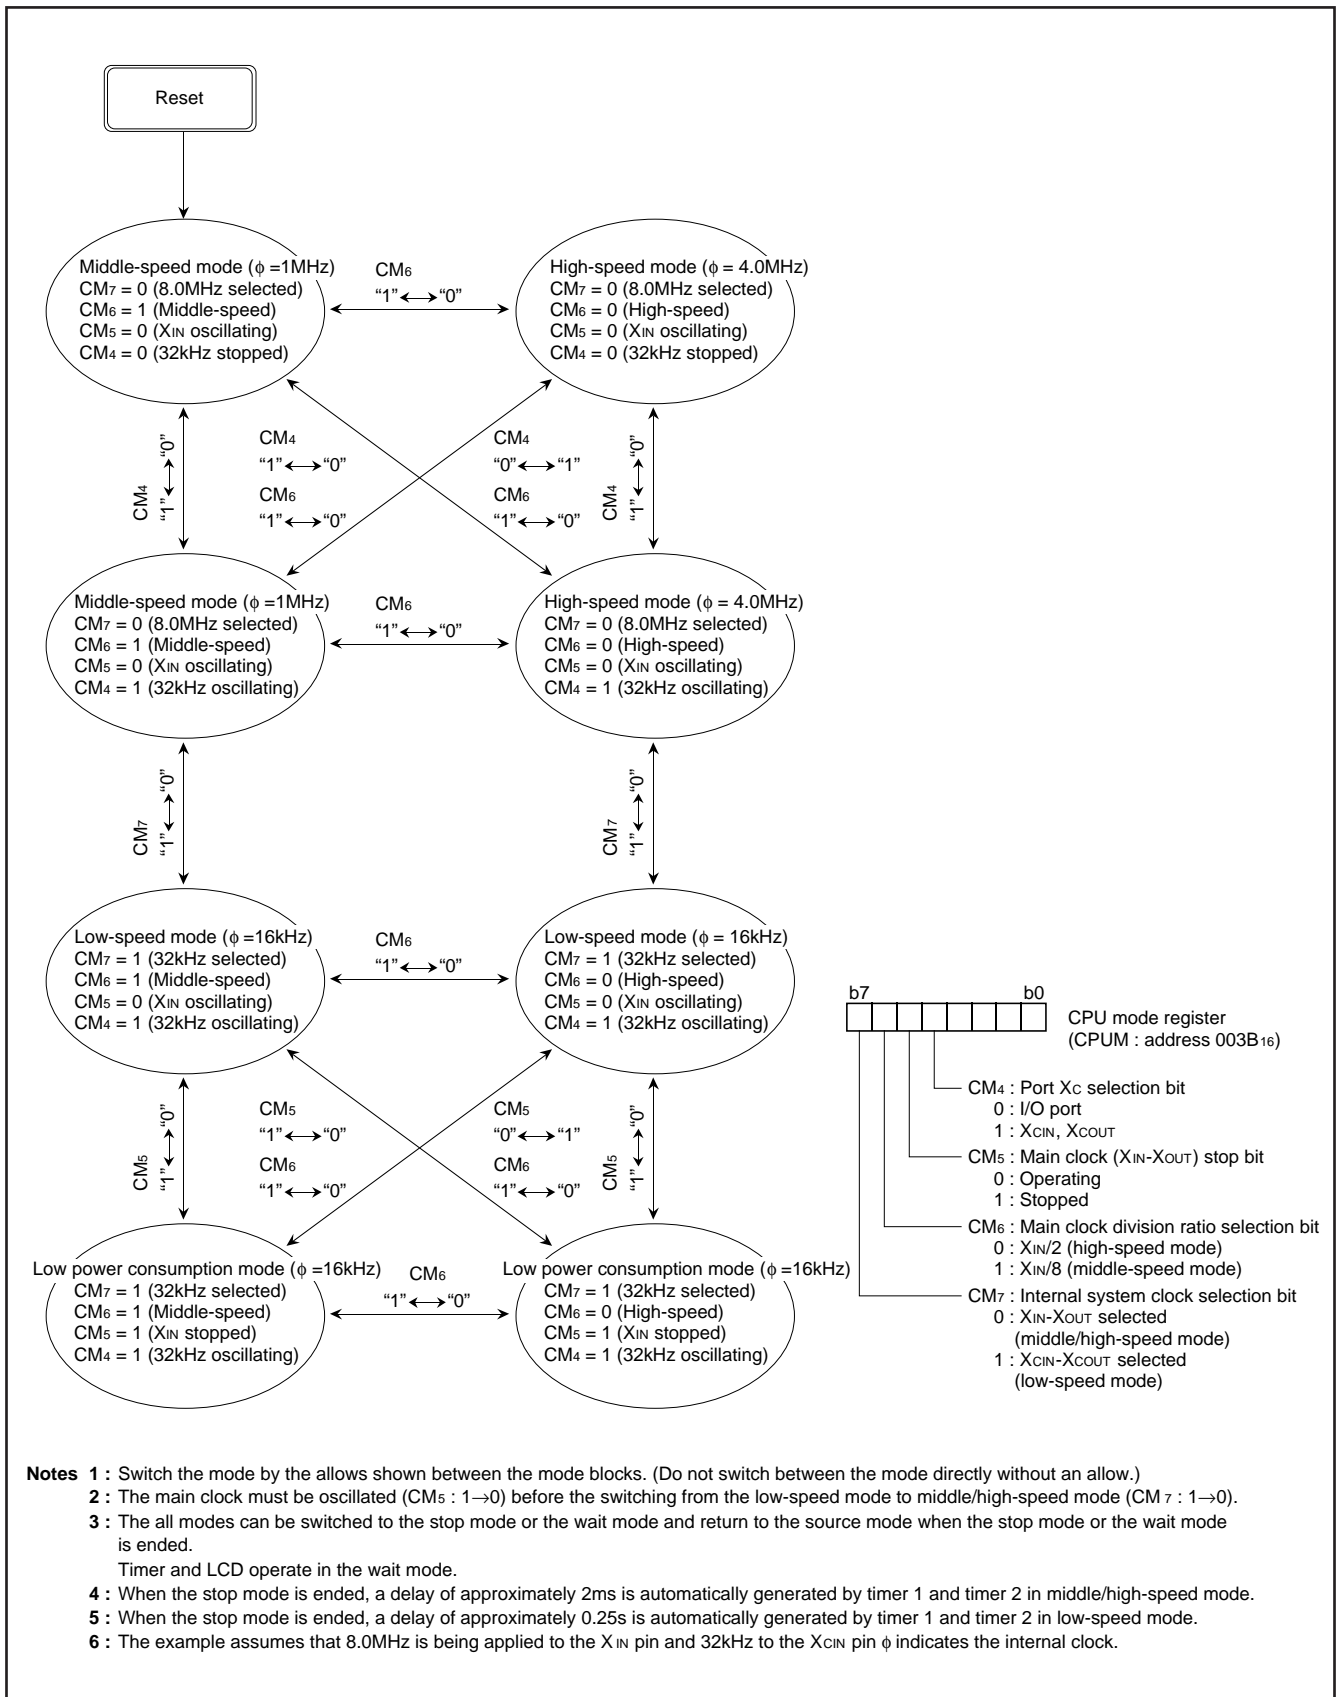 Reset
Middle-speed mode (ϕ =1MHz)
CM7 = 0 (8.0MHz selected)
CM6 = 1 (Middle-speed)
CM5 = 0 (XIN oscillating)
CM4 = 0 (32kHz stopped)
CM6
“1”←→“0”
High-speed mode (ϕ = 4.0MHz)
CM7 = 0 (8.0MHz selected)
CM6 = 0 (High-speed)
CM5 = 0 (XIN oscillating)
CM4 = 0 (32kHz stopped)
CM4
“1”←→“0”
CM4
“1”←→“0”
CM6
“1”←→“0”
CM4
“0”←→“1”
CM6
“1”←→“0”
CM4
“1”←→“0”
Middle-speed mode (ϕ =1MHz)
CM7 = 0 (8.0MHz selected)
CM6 = 1 (Middle-speed)
CM5 = 0 (XIN oscillating)
CM4 = 1 (32kHz oscillating)
CM6
“1”←→“0”
High-speed mode (ϕ = 4.0MHz)
CM7 = 0 (8.0MHz selected)
CM6 = 0 (High-speed)
CM5 = 0 (XIN oscillating)
CM4 = 1 (32kHz oscillating)
CM7
“1”←→“0”
CM7
“1”←→“0”
Low-speed mode (ϕ =16kHz)
CM7 = 1 (32kHz selected)
CM6 = 1 (Middle-speed)
CM5 = 0 (XIN oscillating)
CM4 = 1 (32kHz oscillating)
CM6
“1”←→“0”
Low-speed mode (ϕ = 16kHz)
CM7 = 1 (32kHz selected)
CM6 = 0 (High-speed)
CM5 = 0 (XIN oscillating)
CM4 = 1 (32kHz oscillating)
CM5
“1”←→“0”
CM5
“1”←→“0”
CM6
“1”←→“0”
CM5
“0”←→“1”
CM6
“1”←→“0”
CM5
“1”←→“0”
Low power consumption mode (ϕ =16kHz)
CM7 = 1 (32kHz selected)
CM6 = 1 (Middle-speed)
CM5 = 1 (XIN stopped)
CM4 = 1 (32kHz oscillating)
CM6
“1”←→“0”
Low power consumption mode (ϕ =16kHz)
CM7 = 1 (32kHz selected)
CM6 = 0 (High-speed)
CM5 = 1 (XIN stopped)
CM4 = 1 (32kHz oscillating)
b7 b0
CPU mode register
(CPUM : address 003B16)
CM4 : Port XC selection bit
0 : I/O port
1 : XCIN, XCOUT
CM5 : Main clock (XIN-XOUT) stop bit
0 : Operating
1 : Stopped
CM6 : Main clock division ratio selection bit
0 : XIN/2 (high-speed mode)
1 : XIN/8 (middle-speed mode)
CM7 : Internal system clock selection bit
0 : XIN-XOUT selected
(middle/high-speed mode)
1 : XCIN-XCOUT selected
(low-speed mode)
Notes 1 : Switch the mode by the allows shown between the mode blocks. (Do not switch between the mode directly without an allow.)
2 : The main clock must be oscillated (CM5 : 1→0) before the switching from the low-speed mode to middle/high-speed mode (CM 7 : 1→0).
3 : The all modes can be switched to the stop mode or the wait mode and return to the source mode when the stop mode or the wait mode
is ended.
Timer and LCD operate in the wait mode.
4 : When the stop mode is ended, a delay of approximately 2ms is automatically generated by timer 1 and timer 2 in middle/high-speed mode.
5 : When the stop mode is ended, a delay of approximately 0.25s is automatically generated by timer 1 and timer 2 in low-speed mode.
6 : The example assumes that 8.0MHz is being applied to the X IN pin and 32kHz to the XCIN pin ϕ indicates the internal clock.